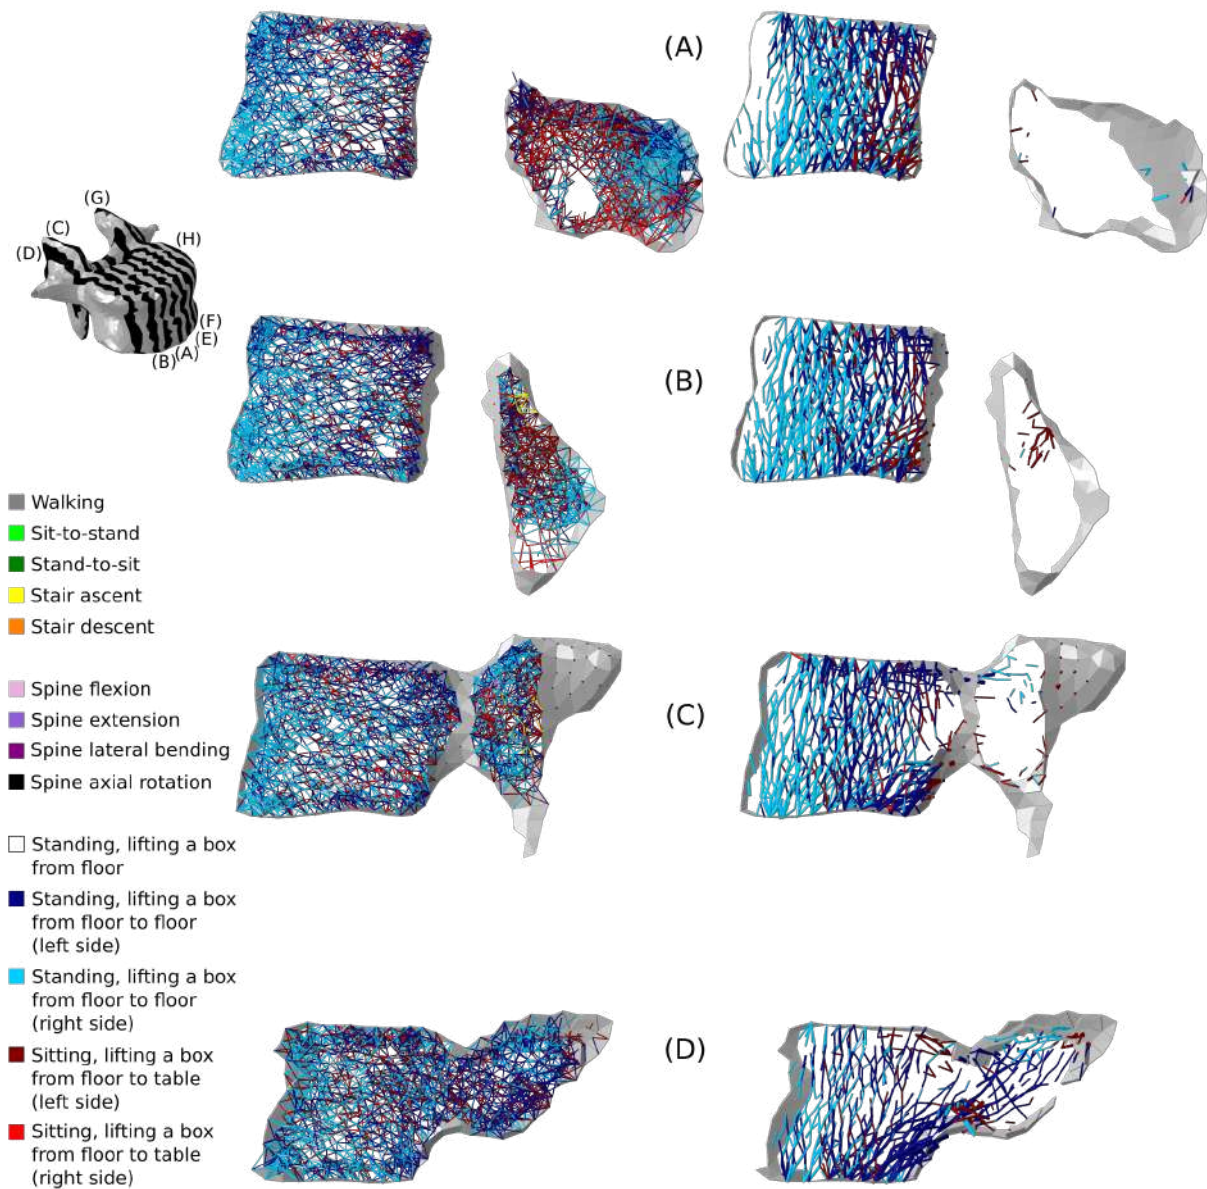 (A)
(G)
(C)
(H)
(D)
(F)
(E)
(B)
(A)
(B)
Walking
Sit-to-stand
Stand-to-sit
Stair ascent
Stair descent
Spine flexion
Spine extension
Spine lateral bending
Spine axial rotation
(C)
Standing, lifting a box
from floor
Standing, lifting a box
from floor to floor
(left side)
Standing, lifting a box
from floor to floor
(right side)
Sitting, lifting a box
from floor to table
(left side)
Sitting, lifting a box
from floor to table
(right side)
(D)